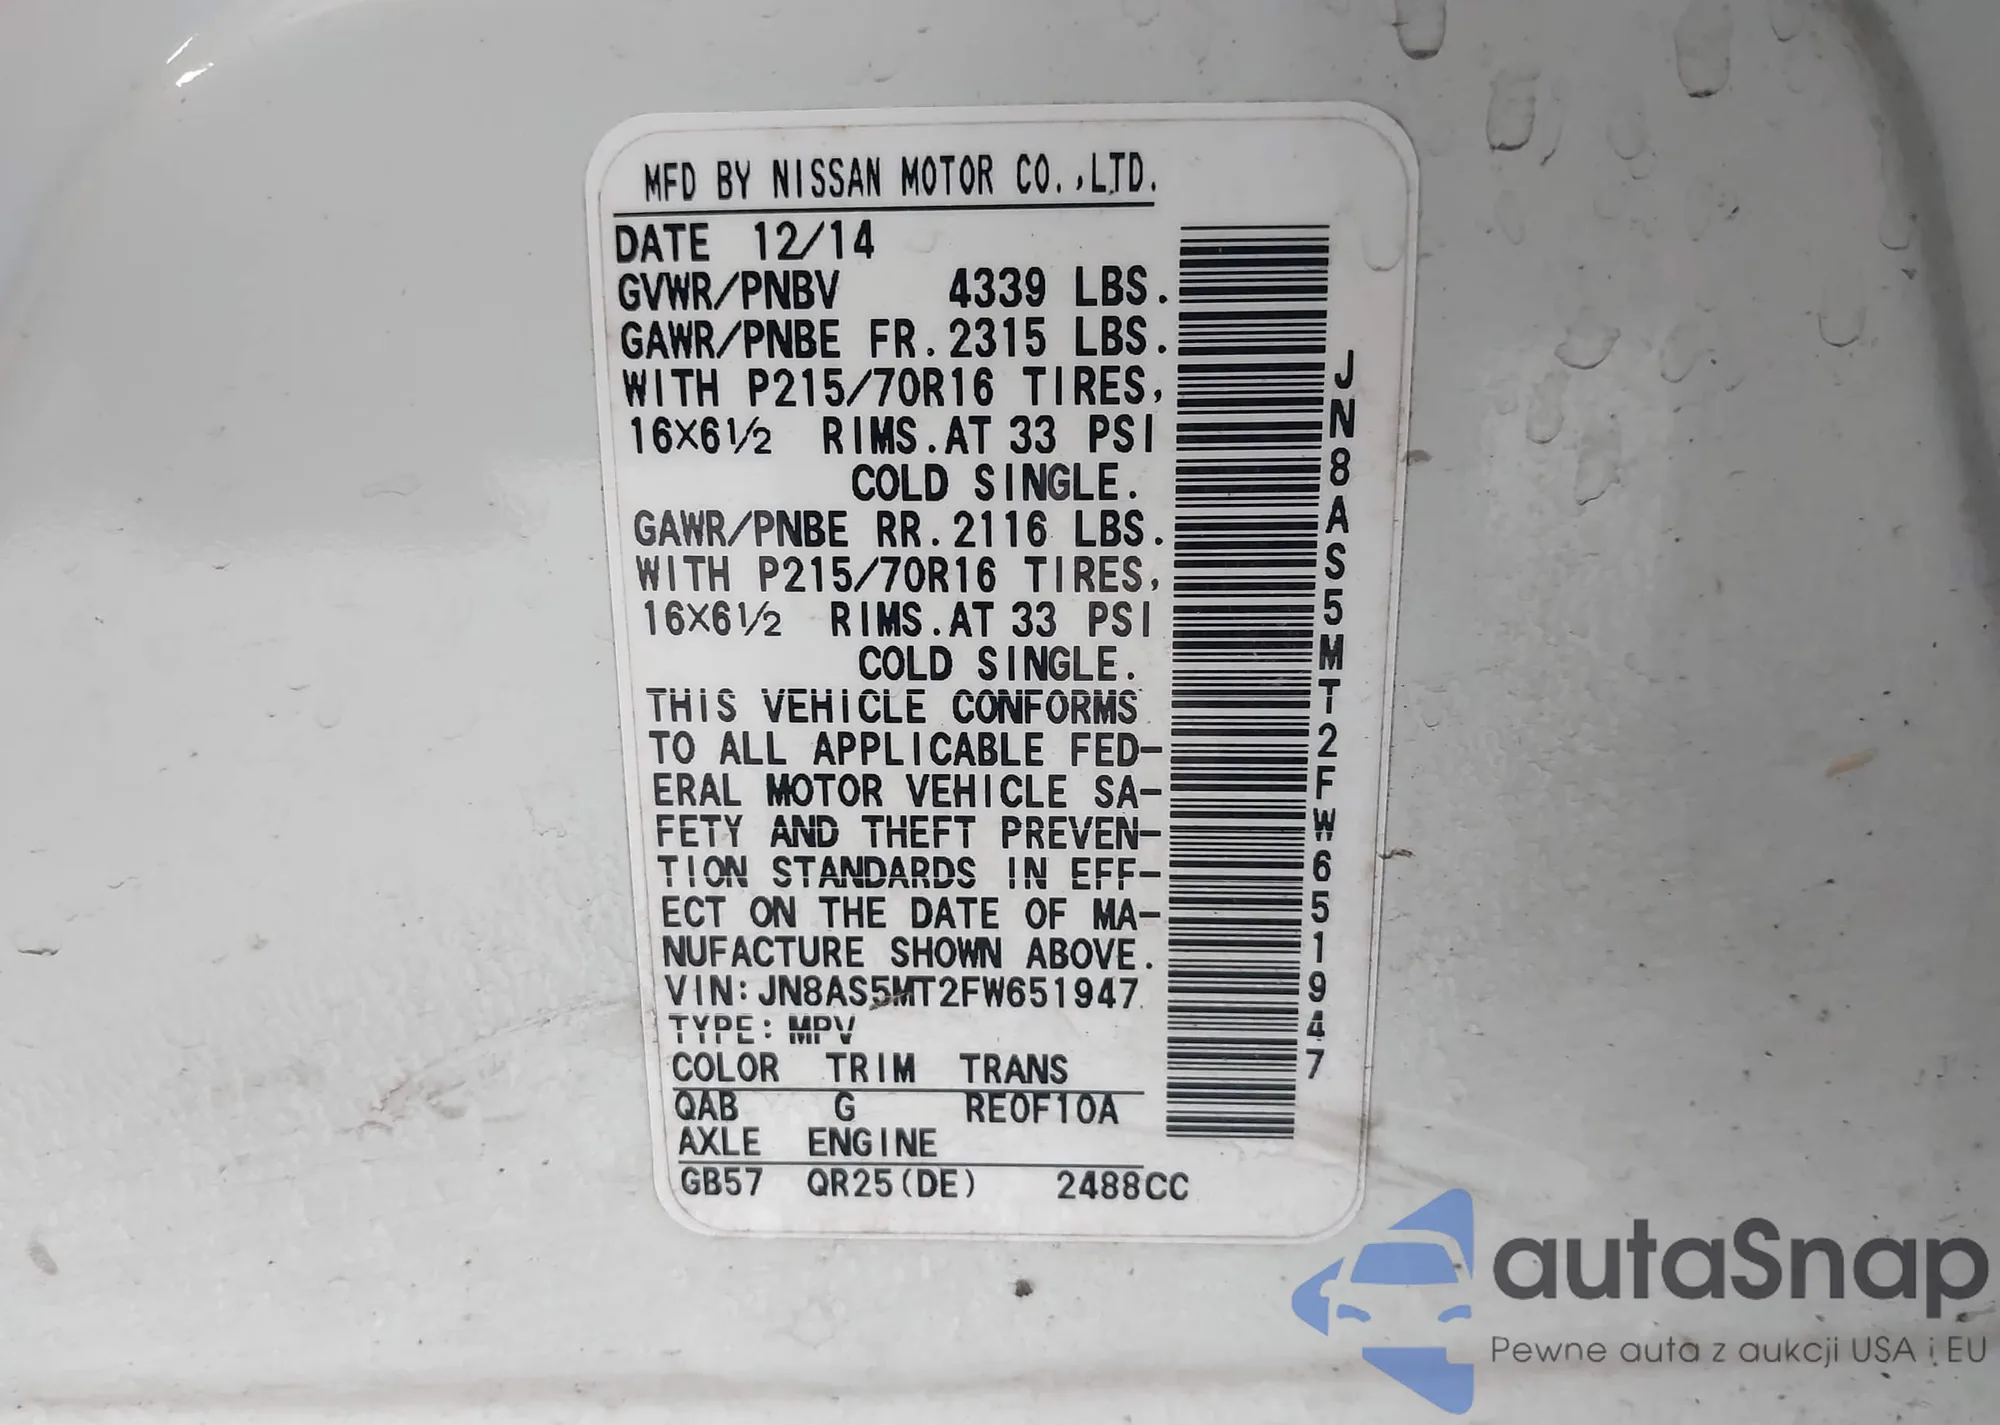 MFD BY NISSAN MOTOR CO.,LTD.
DATE 12/14
GVWR/PNBV 4339 LBS.
GAWR/PNBE FR.2315 LBS.
WITH P215/70R16 TIRES,
16X6½ RIMS.AT 33 PSI
COLD SINGLE.
GAWR/PNBE RR.2116 LBS.
WITH P215/70R16 TIRES,
16X6½ RIMS.AT 33 PSI
COLD SINGLE.
THIS VEHICLE CONFORMS
TO ALL APPLICABLE FED-
ERAL MOTOR VEHICLE SA-
FETY AND THEFT PREVEN-
TION STANDARDS IN EFF-
ECT ON THE DATE OF MA-
NUFACTURE SHOWN ABOVE.
VIN:JN8AS5MT2FW651947
TYPE:MPV
COLOR TRIM TRANS
QAB G RE0F10A
AXLE ENGINE
GB57 QR25(DE) 2488CC
JN8AS5MT2FW651947
autaSnap
Pewne auta z aukcji USA i EU